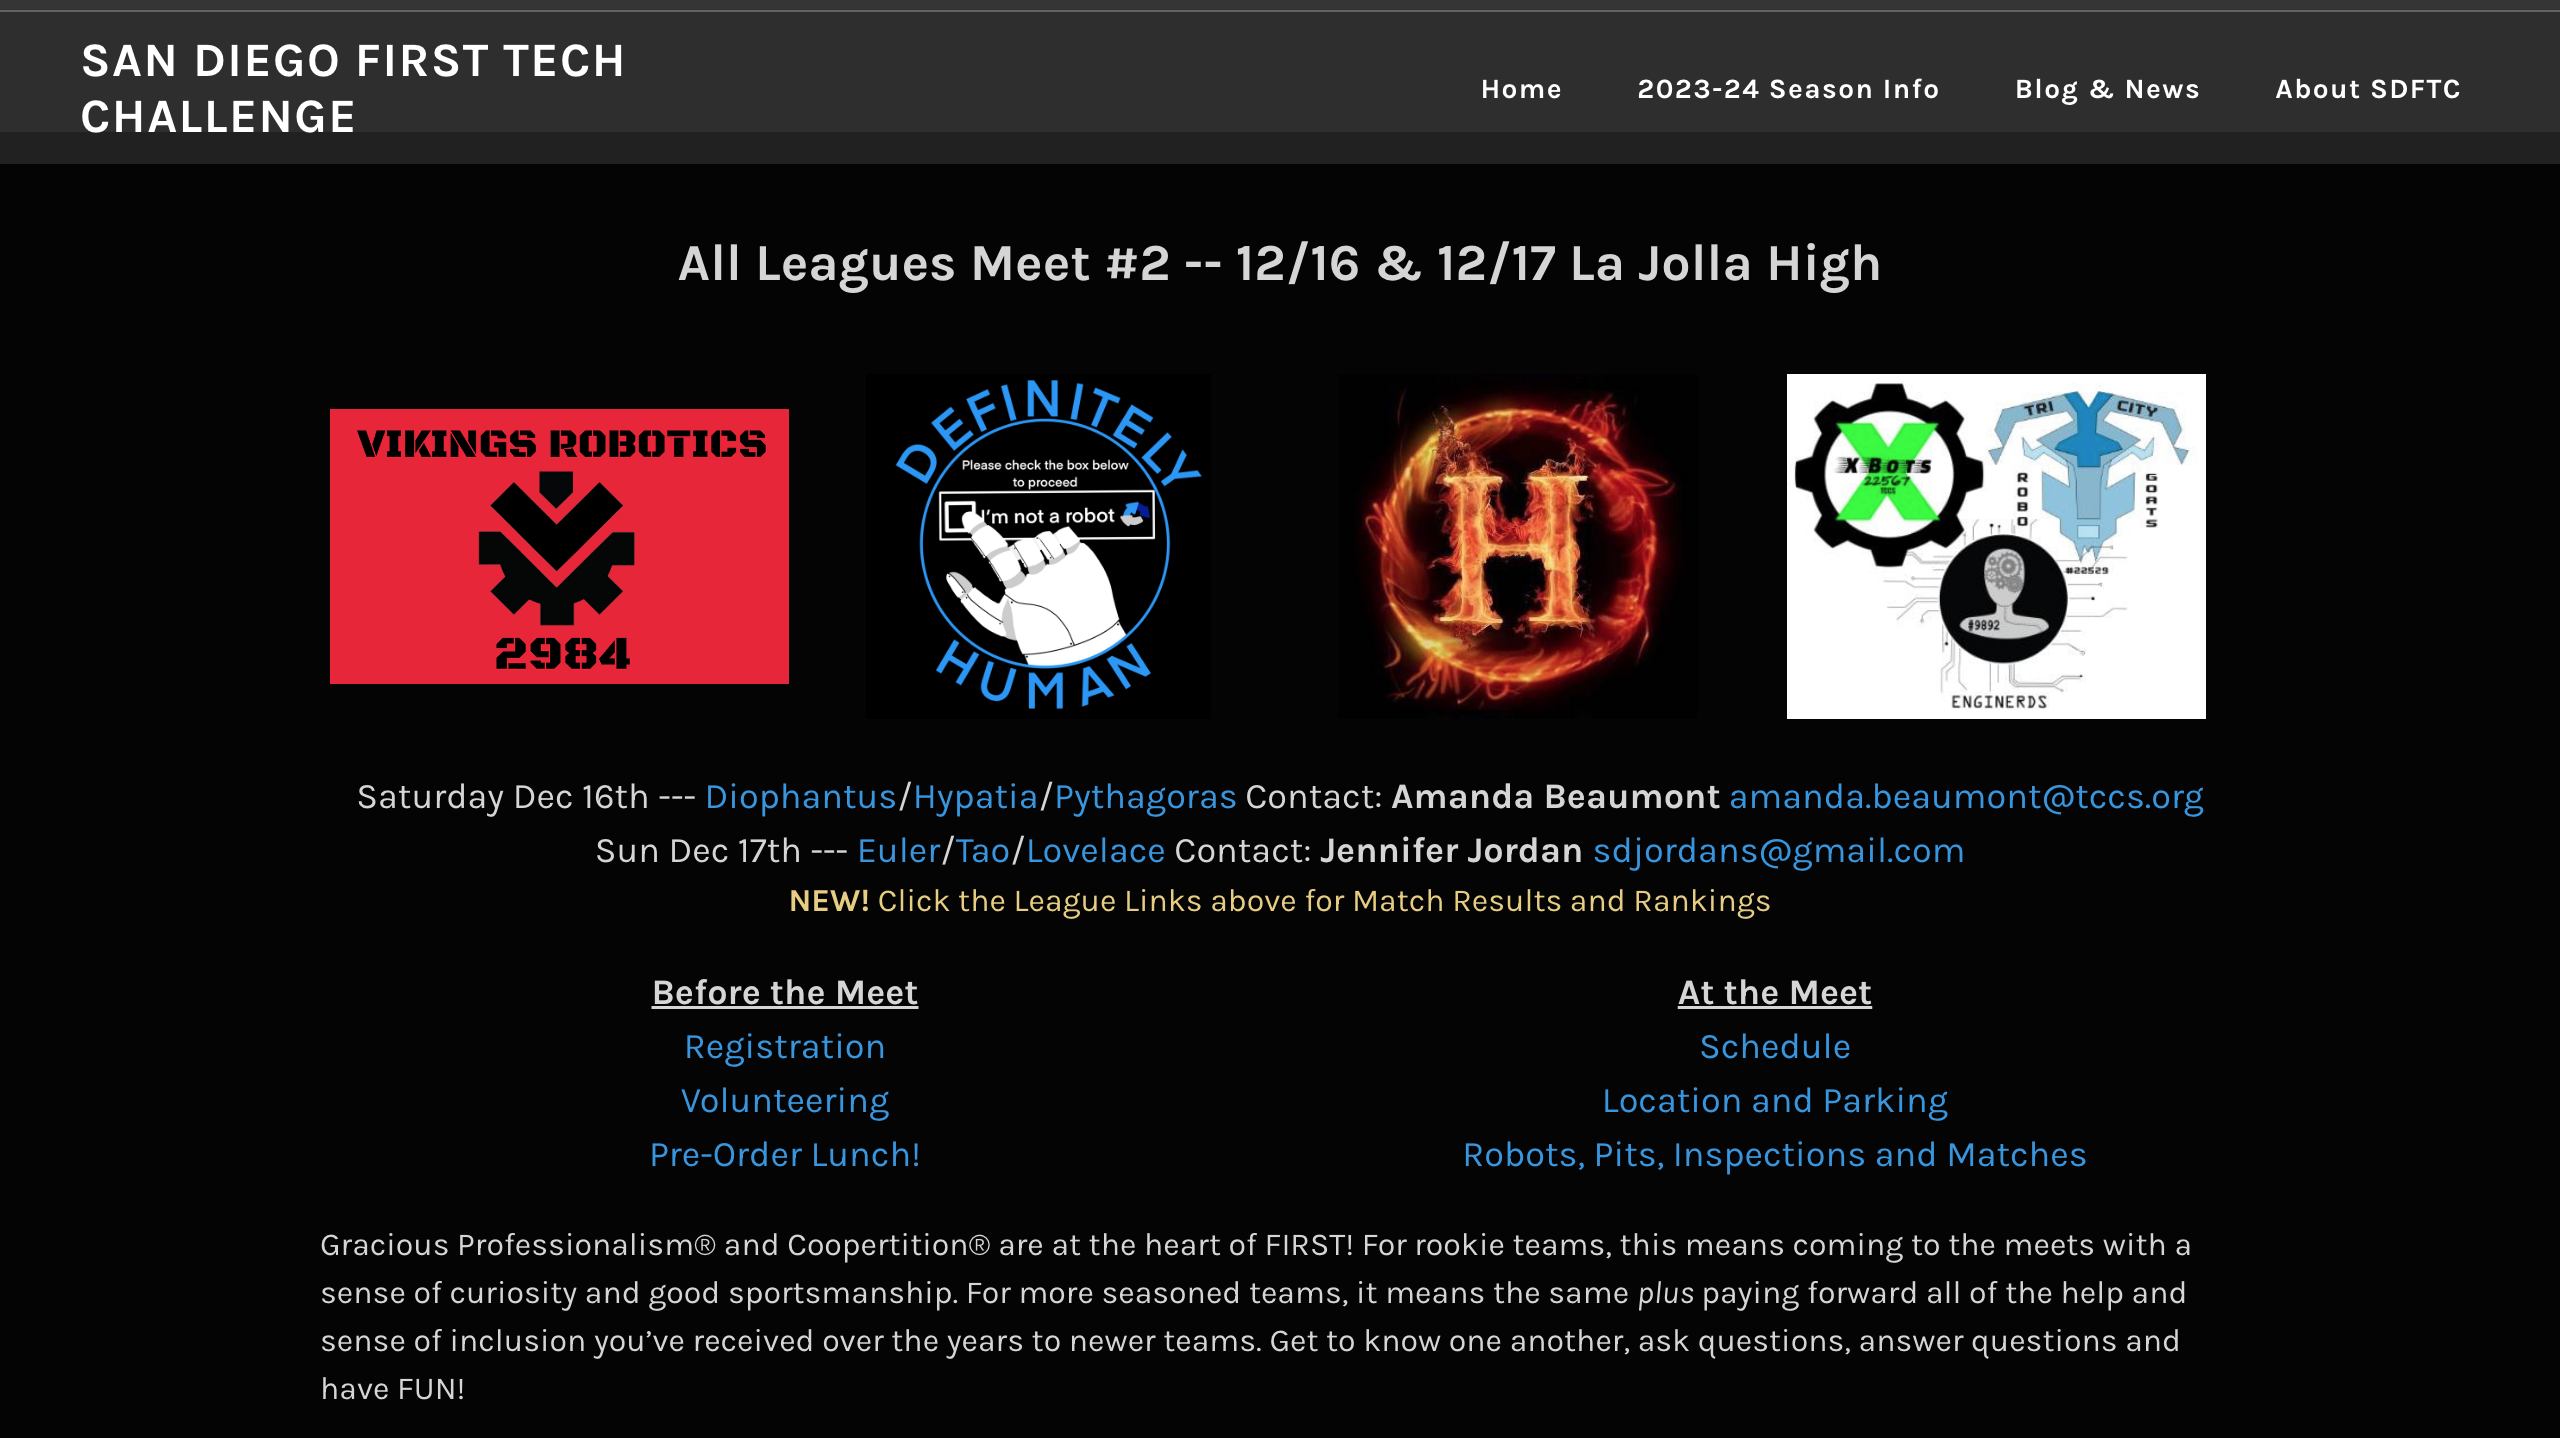 SAN DIEGO FIRST TECH
CHALLENGE
Home 2023-24 Season Info Blog & News About SDFTC
All Leagues Meet #2 -- 12/16 & 12/17 La Jolla High
VIKINGS ROBOTICS
2984
DEFINITELY
Please check the box below
to proceed
I'm not a robot
HUMAN
H
X BOTS
22567
TCCS
TRI CITY
ROBO
GOATS
#22529
#9892
ENGINERDS
Saturday Dec 16th --- Diophantus/Hypatia/Pythagoras Contact: Amanda Beaumont amanda.beaumont@tccs.org
Sun Dec 17th --- Euler/Tao/Lovelace Contact: Jennifer Jordan sdjordans@gmail.com
NEW! Click the League Links above for Match Results and Rankings
Before the Meet
Registration
Volunteering
Pre-Order Lunch!
At the Meet
Schedule
Location and Parking
Robots, Pits, Inspections and Matches
Gracious Professionalism® and Coopertition® are at the heart of FIRST! For rookie teams, this means coming to the meets with a
sense of curiosity and good sportsmanship. For more seasoned teams, it means the same plus paying forward all of the help and
sense of inclusion you’ve received over the years to newer teams. Get to know one another, ask questions, answer questions and
have FUN!